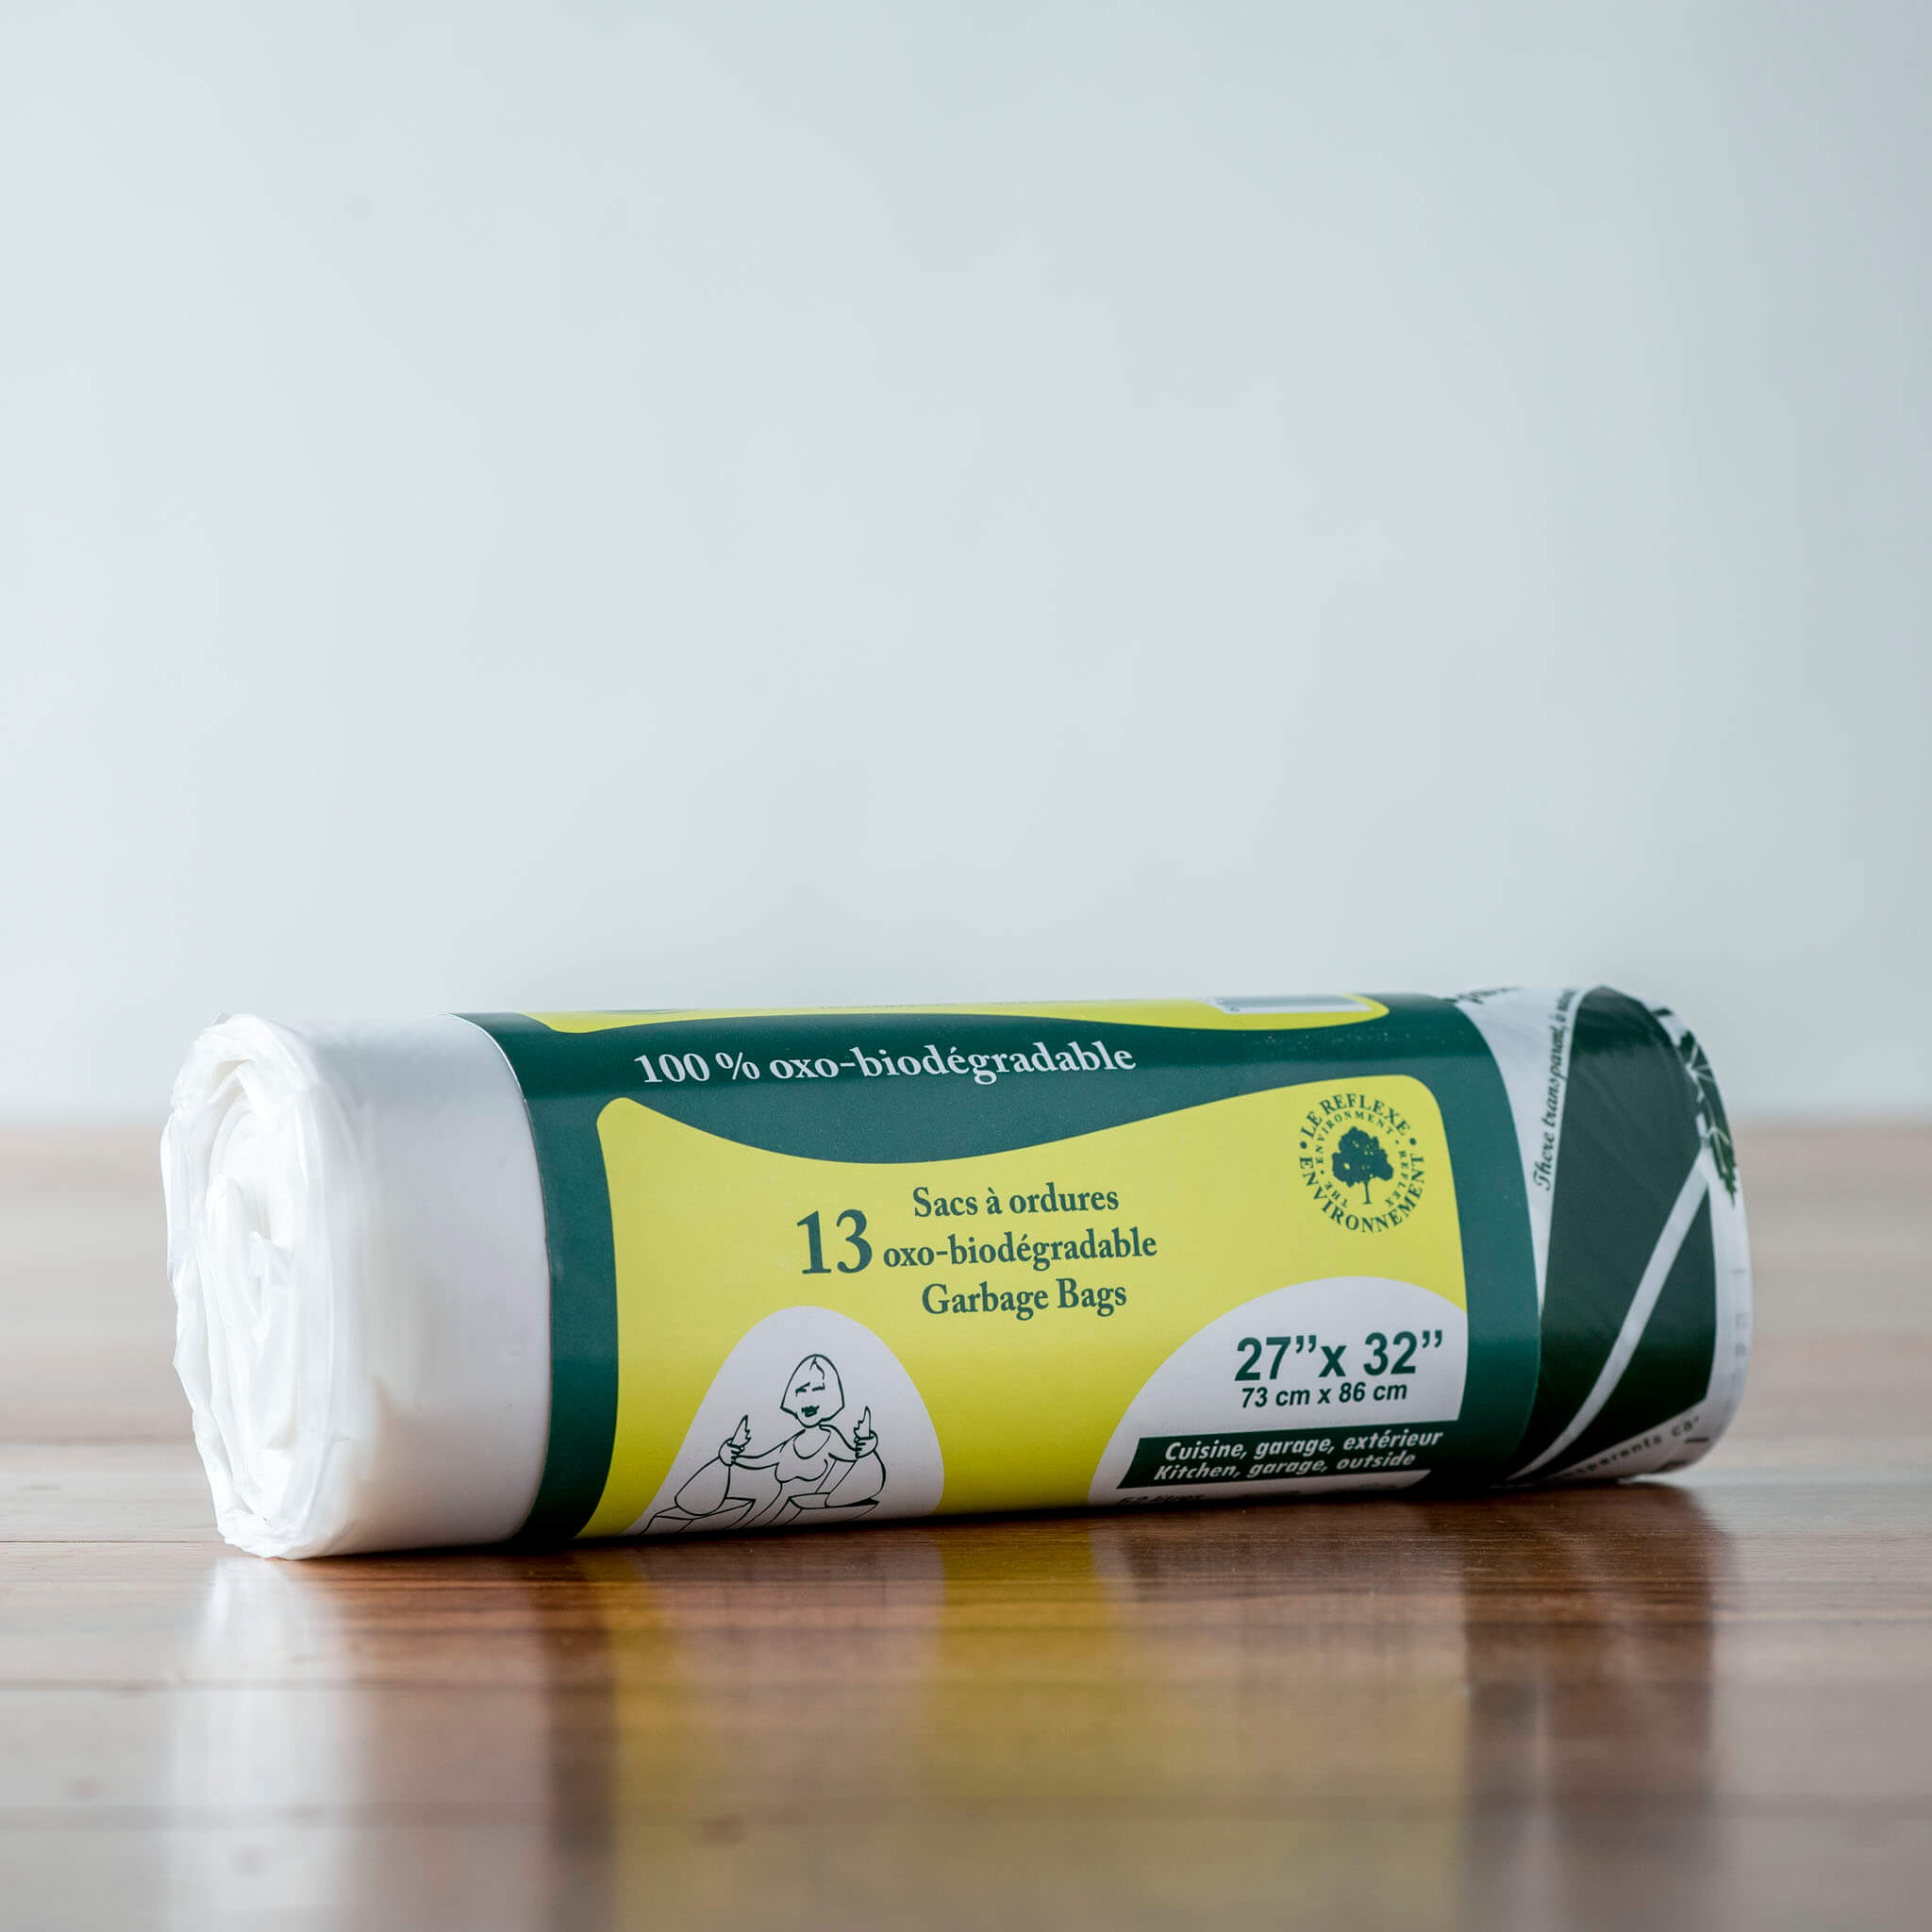 100 % oxo-biodégradable
LE REFLEXE
ENVIRONNEMENT
THE ENVIRONMENT REFLEX
Sacs à ordures
13 oxo-biodégradable
Garbage Bags
27”x 32”
73 cm x 86 cm
Cuisine, garage, extérieur
Kitchen, garage, outside